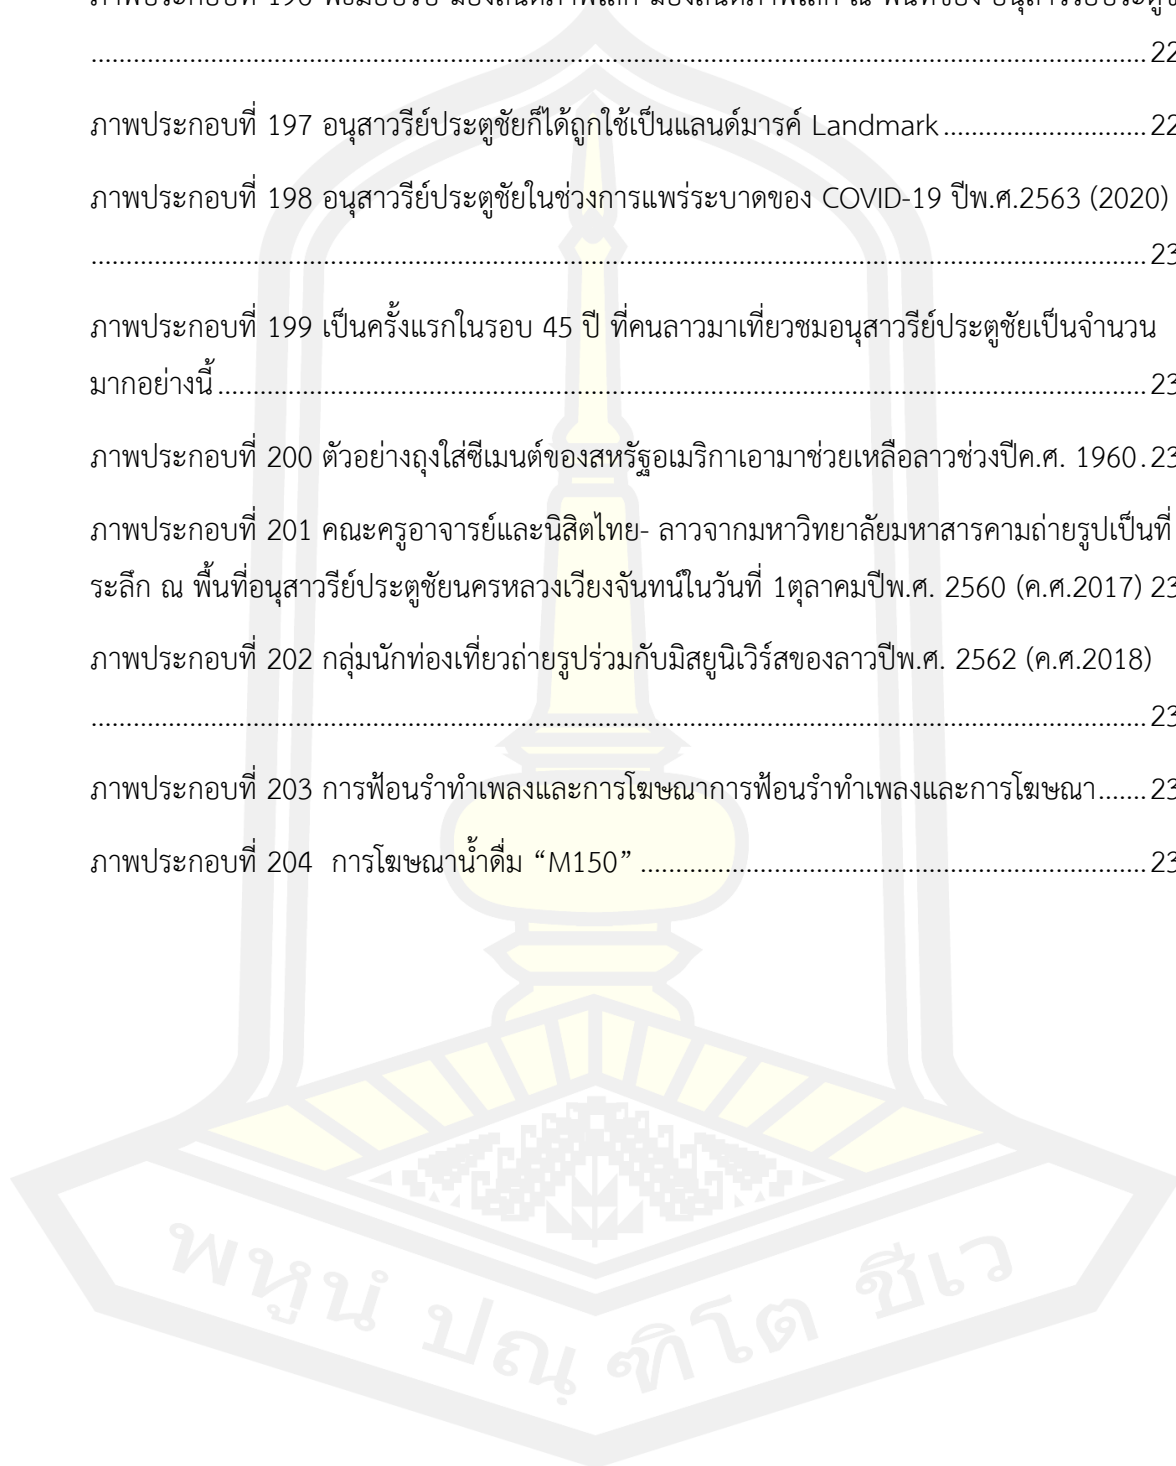 ภาพประกอบที่
........................................................................................................................................................ 22
ภาพประกอบที่ 197 อนุสาวรีย์ประตูชัยก็ได้ถูกใช้เป็นแลนด์มารค์ Landmark............................. 22
ภาพประกอบที่ 198 อนุสาวรีย์ประตูชัยในช่วงการแพร่ระบาดของ COVID-19 ปีพ.ศ.2563 (2020)
........................................................................................................................................................ 23
ภาพประกอบที่ 199 เป็นครั้งแรกในรอบ 45 ปี ที่คนลาวมาเที่ยวชมอนุสาวรีย์ประตูชัยเป็นจำนวน
มากอย่างนี้...................................................................................................................................... 23
ภาพประกอบที่ 200 ตัวอย่างถุงใส่ซีเมนต์ของสหรัฐอเมริกาเอามาช่วยเหลือลาวช่วงปีค.ศ. 1960. 23
ภาพประกอบที่ 201 คณะครูอาจารย์และนิสิตไทย- ลาวจากมหาวิทยาลัยมหาสารคามถ่ายรูปเป็นที่
ระลึก ณ พื้นที่อนุสาวรีย์ประตูชัยนครหลวงเวียงจันทน์ในวันที่ 1ตุลาคมปีพ.ศ. 2560 (ค.ศ.2017) 23
ภาพประกอบที่ 202 กลุ่มนักท่องเที่ยวถ่ายรูปร่วมกับมิสยูนิเวิร์สของลาวปีพ.ศ. 2562 (ค.ศ.2018)
........................................................................................................................................................ 23
ภาพประกอบที่ 203 การฟ้อนรำทำเพลงและการโฆษณาการฟ้อนรำทำเพลงและการโฆษณา....... 23
ภาพประกอบที่ 204  การโฆษณาน้ำดื่ม “M150” ......................................................................... 23
พหูนํ ปณฺฑิโต ชีเว